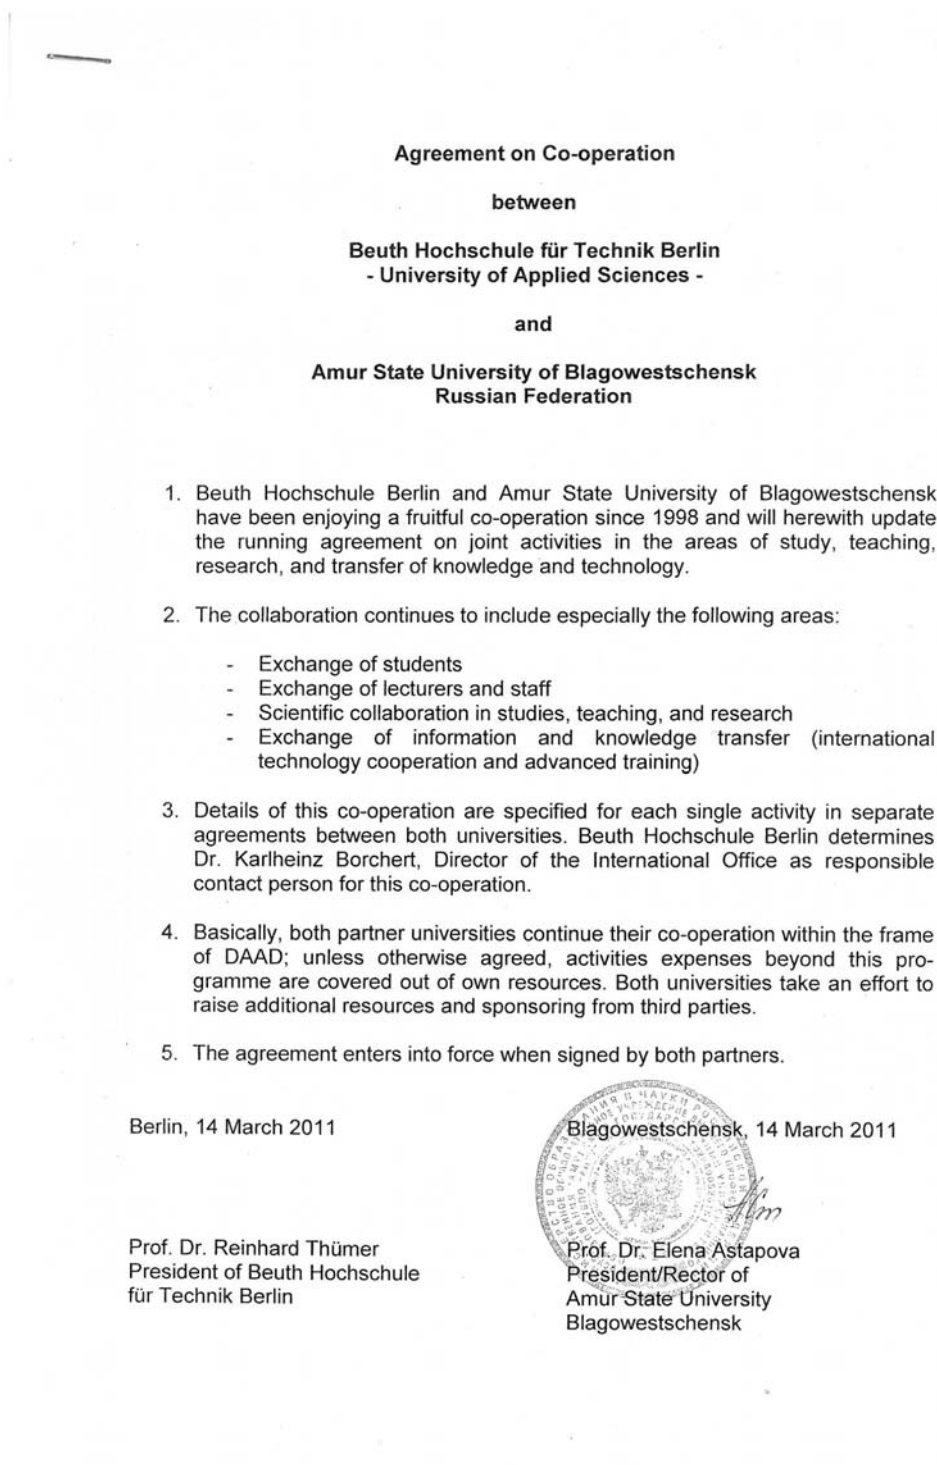 Agreement on Co-operation
between
Beuth Hochschule für Technik Berlin
- University of Applied Sciences -
and
Amur State University of Blagowestschensk
Russian Federation
1. Beuth Hochschule Berlin and Amur State University of Blagowestschensk
have been enjoying a fruitful co-operation since 1998 and will herewith update
the running agreement on joint activities in the areas of study, teaching,
research, and transfer of knowledge and technology.
2. The collaboration continues to include especially the following areas:
- Exchange of students
- Exchange of lecturers and staff
- Scientific collaboration in studies, teaching, and research
- Exchange of information and knowledge transfer (international
technology cooperation and advanced training)
3. Details of this co-operation are specified for each single activity in separate
agreements between both universities. Beuth Hochschule Berlin determines
Dr. Karlheinz Borchert, Director of the International Office as responsible
contact person for this co-operation.
4. Basically, both partner universities continue their co-operation within the frame
of DAAD; unless otherwise agreed, activities expenses beyond this pro-
gramme are covered out of own resources. Both universities take an effort to
raise additional resources and sponsoring from third parties.
5. The agreement enters into force when signed by both partners.
Berlin, 14 March 2011
Blagowestschensk, 14 March 2011
Prof. Dr. Reinhard Thümer
President of Beuth Hochschule
für Technik Berlin
Prof. Dr. Elena Astapova
President/Rector of
Amur State University
Blagowestschensk